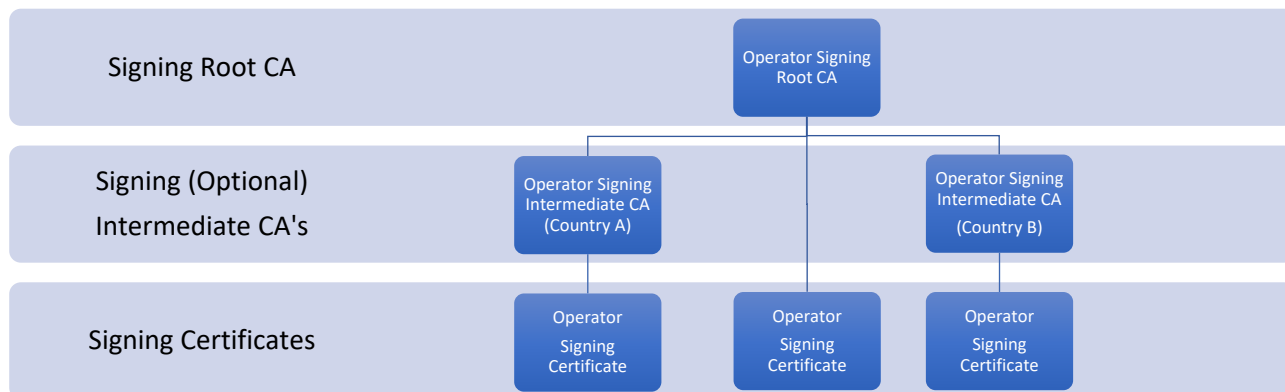 Signing Root CA
Operator Signing
Root CA
Signing (Optional)
Intermediate CA's
Operator Signing
Intermediate CA
(Country A)
Operator Signing
Intermediate CA
(Country B)
Signing Certificates
Operator
Signing
Certificate
Operator
Signing
Certificate
Operator
Signing
Certificate